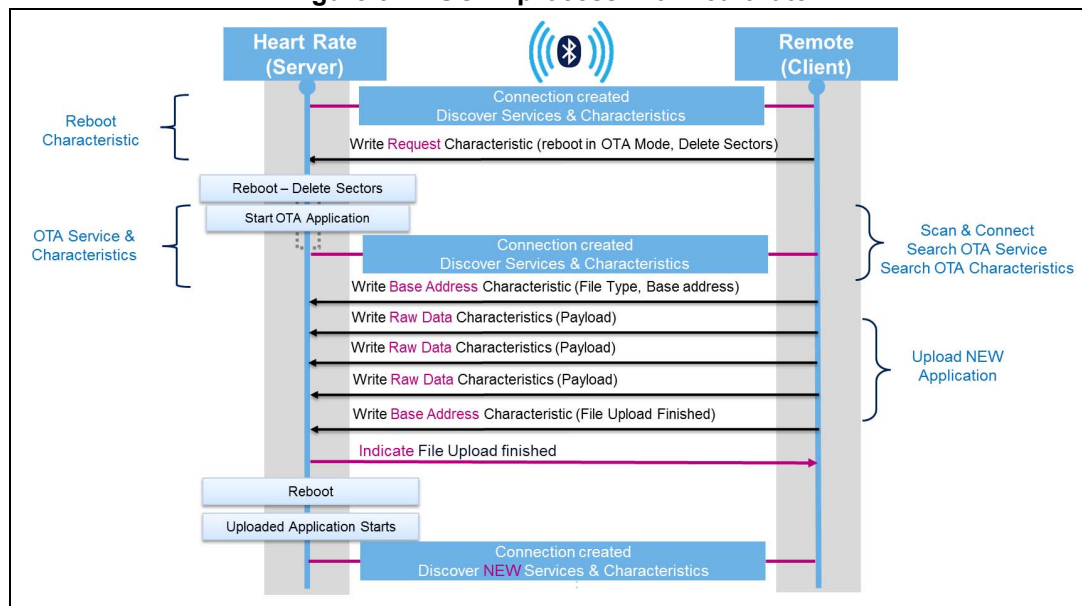 Heart Rate
(Server)
Remote
(Client)
Connection created
Discover Services & Characteristics
Reboot
Characteristic
Write Request Characteristic (reboot in OTA Mode, Delete Sectors)
Reboot – Delete Sectors
Start OTA Application
OTA Service &
Characteristics
Scan & Connect
Search OTA Service
Search OTA Characteristics
Connection created
Discover Services & Characteristics
Write Base Address Characteristic (File Type, Base address)
Write Raw Data Characteristics (Payload)
Write Raw Data Characteristics (Payload)
Write Raw Data Characteristics (Payload)
Upload NEW
Application
Write Base Address Characteristic (File Upload Finished)
Indicate File Upload finished
Reboot
Uploaded Application Starts
Connection created
Discover NEW Services & Characteristics